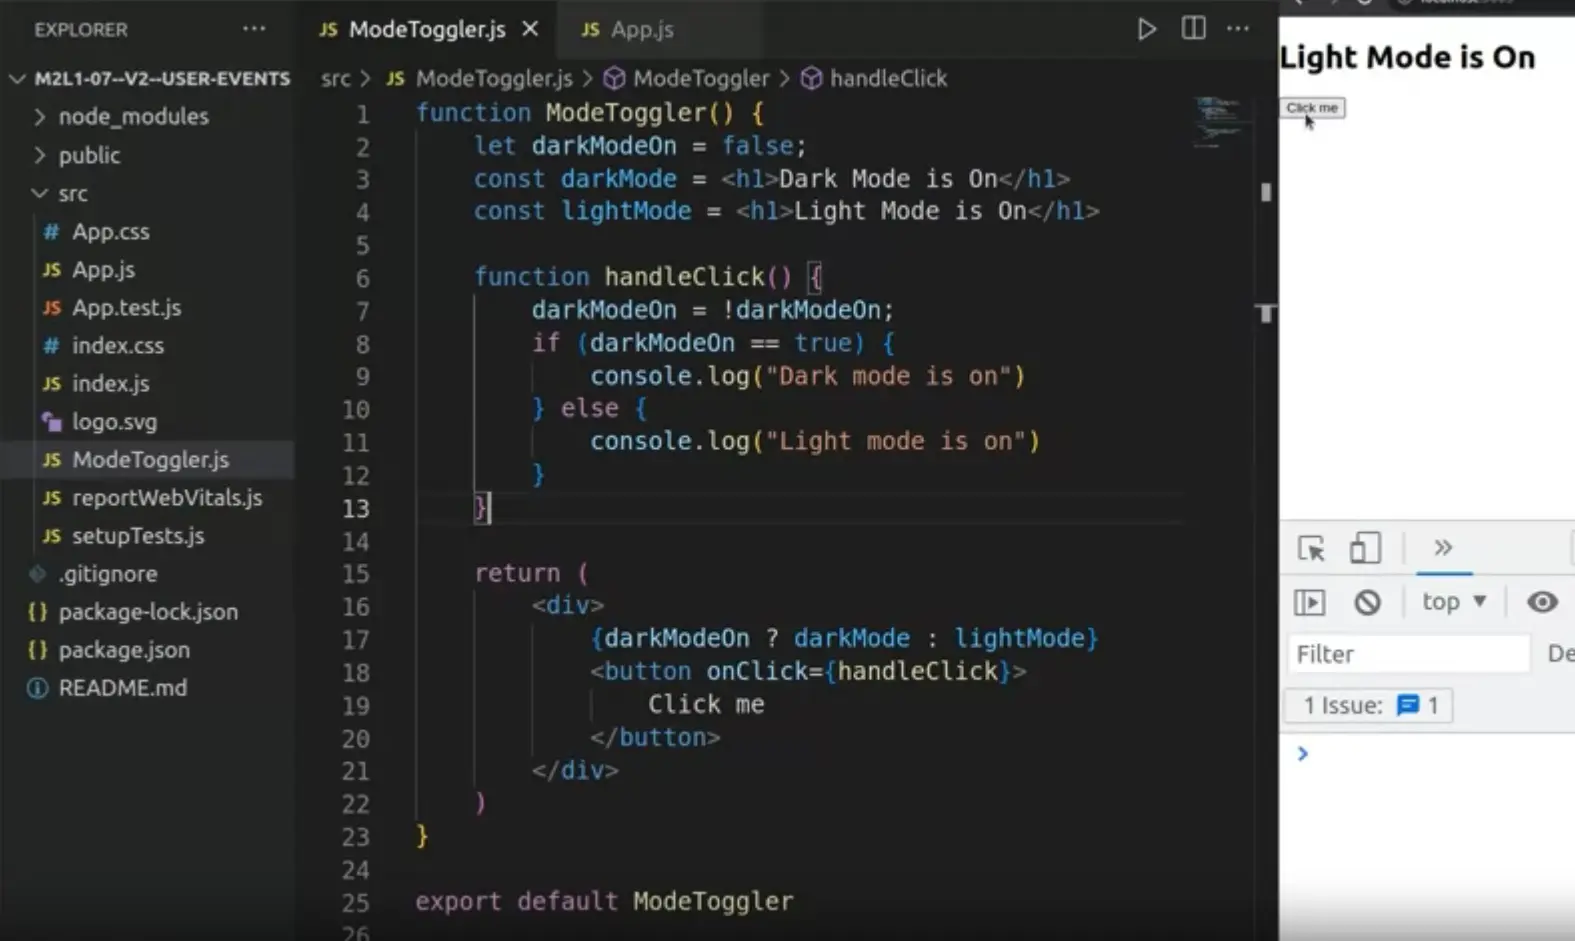 EXPLORER ...
M2L1-07--V2--USER-EVENTS
node_modules
public
src
# App.css
JS App.js
JS App.test.js
# index.css
JS index.js
logo.svg
JS ModeToggler.js
JS reportWebVitals.js
JS setupTests.js
.gitignore
{} package-lock.json
{} package.json
README.md
JS ModeToggler.js × JS App.js ...
src > JS ModeToggler.js > ModeToggler > handleClick
1 function ModeToggler() {
2 let darkModeOn = false;
3 const darkMode = <h1>Dark Mode is On</h1>
4 const lightMode = <h1>Light Mode is On</h1>
5
6 function handleClick() {
7 darkModeOn = !darkModeOn;
8 if (darkModeOn == true) {
9 console.log("Dark mode is on")
10 } else {
11 console.log("Light mode is on")
12 }
13 }
14
15 return (
16 <div>
17 {darkModeOn ? darkMode : lightMode}
18 <button onClick={handleClick}>
19 Click me
20 </button>
21 </div>
22 )
23 }
24
25 export default ModeToggler
26
Light Mode is On
Click me
» 
top ▼
Filter De
1 Issue: 1
>